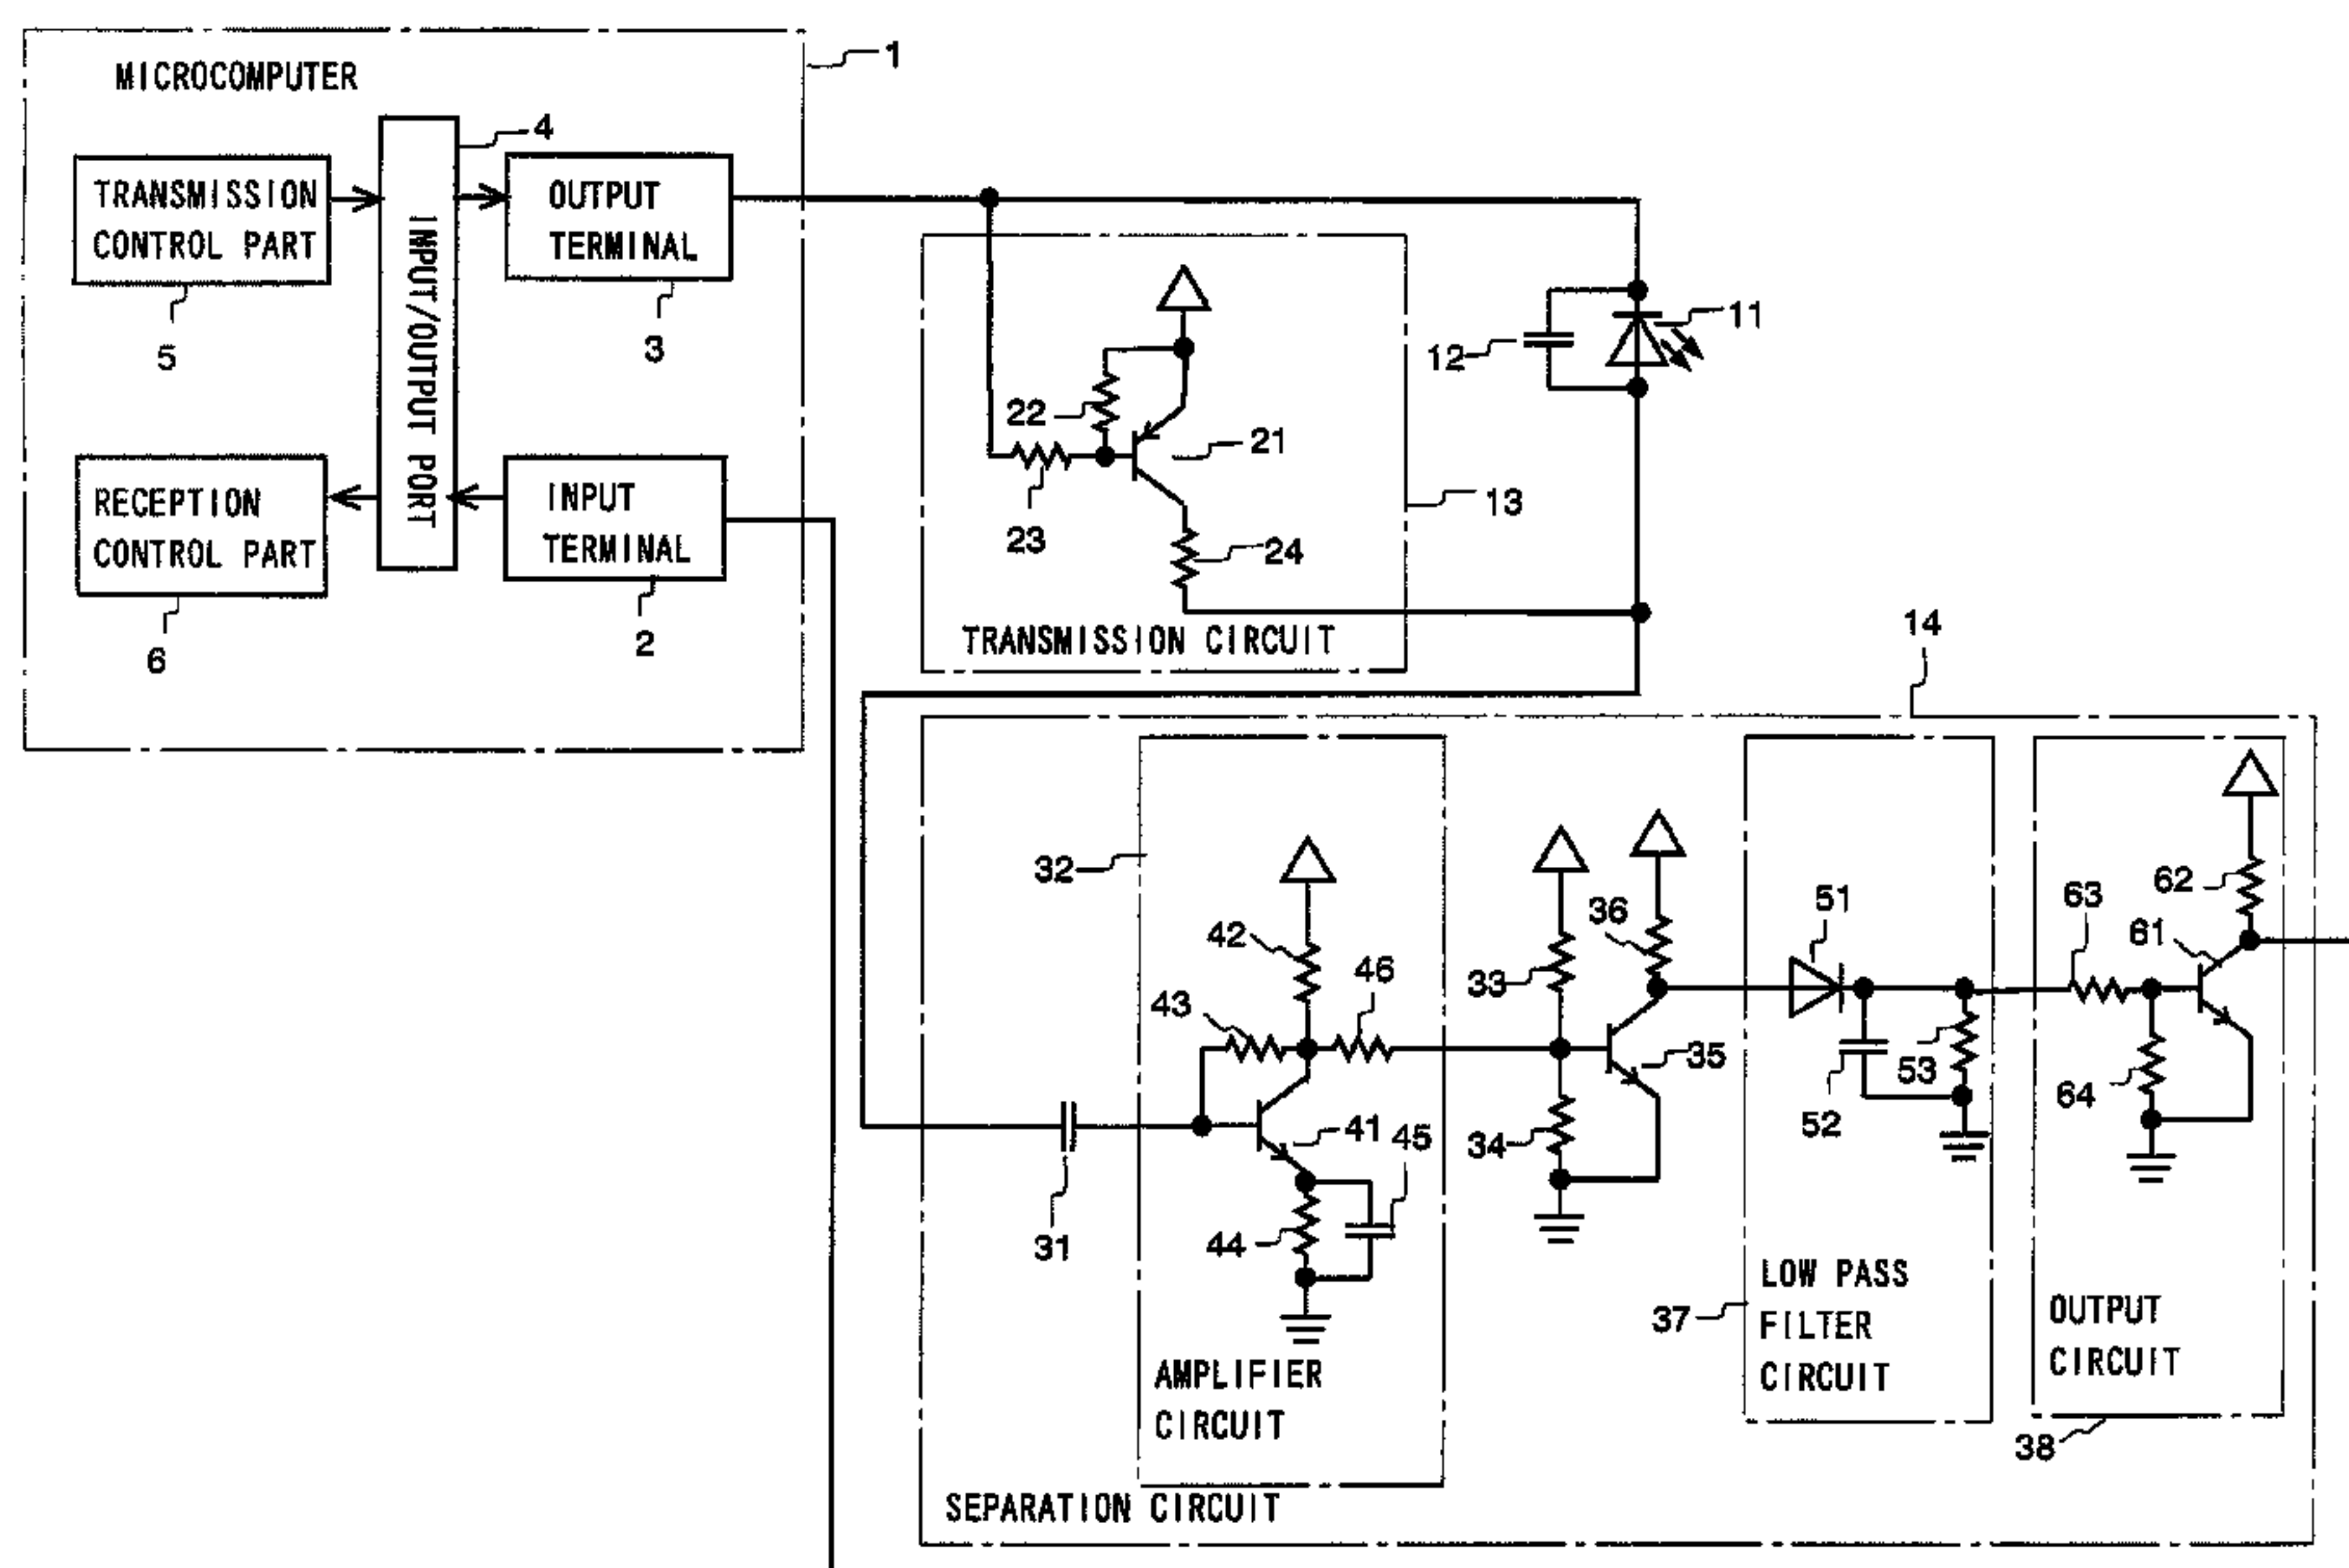 MICROCOMPUTER
1
4
TRANSMISSION
CONTROL PART
5
INPUT/OUTPUT PORT
OUTPUT
TERMINAL
3
RECEPTION
CONTROL PART
6
INPUT
TERMINAL
2
22
21
23
24
13
TRANSMISSION CIRCUIT
12
11
14
32
42
43
46
41
45
44
31
AMPLIFIER
CIRCUIT
33
36
35
34
51
52
53
LOW PASS
FILTER
CIRCUIT
37
63
62
61
64
OUTPUT
CIRCUIT
38
SEPARATION CIRCUIT